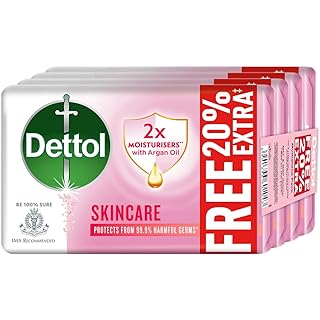 Dettol
2x
MOISTURISERS**
with Argan Oil
BE 100% SURE
IMA RECOMMENDED
SKINCARE
PROTECTS FROM 99.9% HARMFUL GERMS*
FREE 20%
EXTRA‡